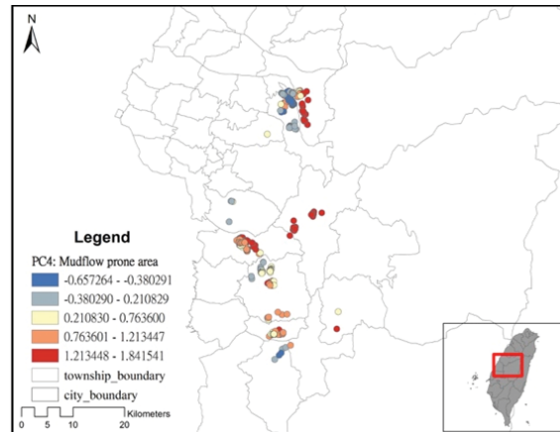 N
Legend
PC4: Mudflow prone area
-0.657264 - -0.380291
-0.380290 - 0.210829
0.210830 - 0.763600
0.763601 - 1.213447
1.213448 - 1.841541
township_boundary
city_boundary
Kilometers
0 5 10 20